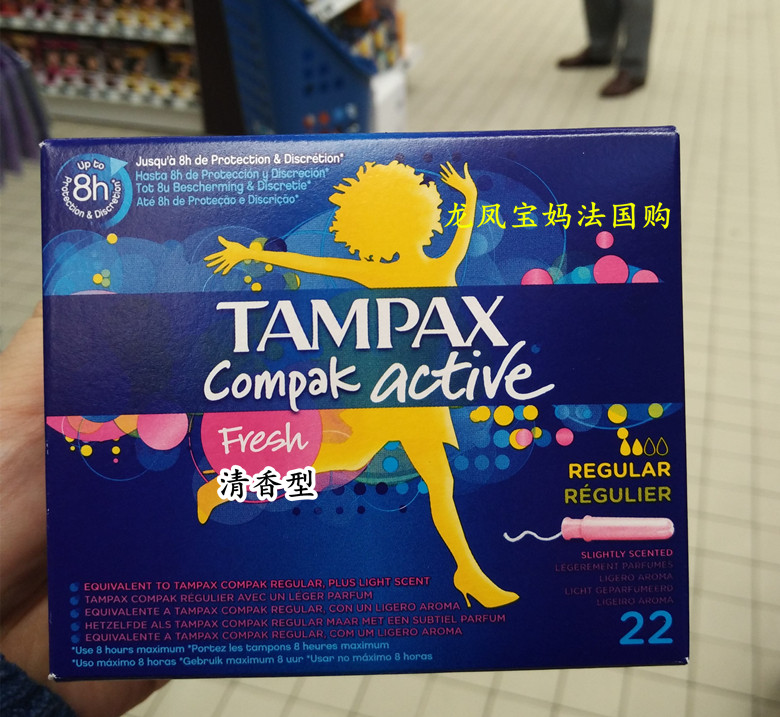 Up to
8h*
Protection & Discretion
Jusqu'à 8h de Protection & Discrétion*
Hasta 8h de Protección y Discreción*
Tot 8u Bescherming & Discretie*
Até 8h de Proteção e Discrição*
龙凤宝妈法国购
TAMPAX
Compak active
Fresh
清香型
REGULAR
RÉGULIER
SLIGHTLY SCENTED
LÉGÈREMENT PARFUMÉS
LIGERO AROMA
LICHT GEPARFUMEERD
LIGEIRO AROMA
22
EQUIVALENT TO TAMPAX COMPAK REGULAR, PLUS LIGHT SCENT
TAMPAX COMPAK RÉGULIER AVEC UN LÉGER PARFUM
EQUIVALENTE A TAMPAX COMPAK REGULAR, CON UN LIGERO AROMA
HETZELFDE ALS TAMPAX COMPAK REGULAR MAAR MET EEN SUBTIEL PARFUM
EQUIVALENTE A TAMPAX COMPAK REGULAR, COM UM LIGEIRO AROMA
*Use 8 hours maximum *Portez les tampons 8 heures maximum
*Uso máximo 8 horas *Gebruik maximum 8 uur *Usar no máximo 8 horas